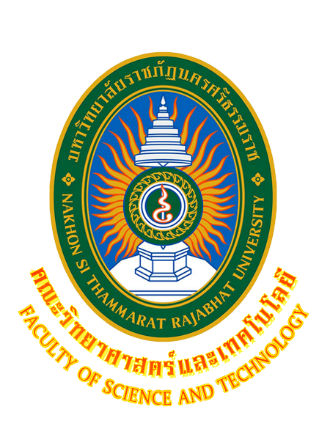 มหาวิทยาลัยราชภัฏนครศรีธรรมราช
NAKHON SI THAMMARAT RAJABHAT UNIVERSITY
คณะวิทยาศาสตร์และเทคโนโลยี
FACULTY OF SCIENCE AND TECHNOLOGY